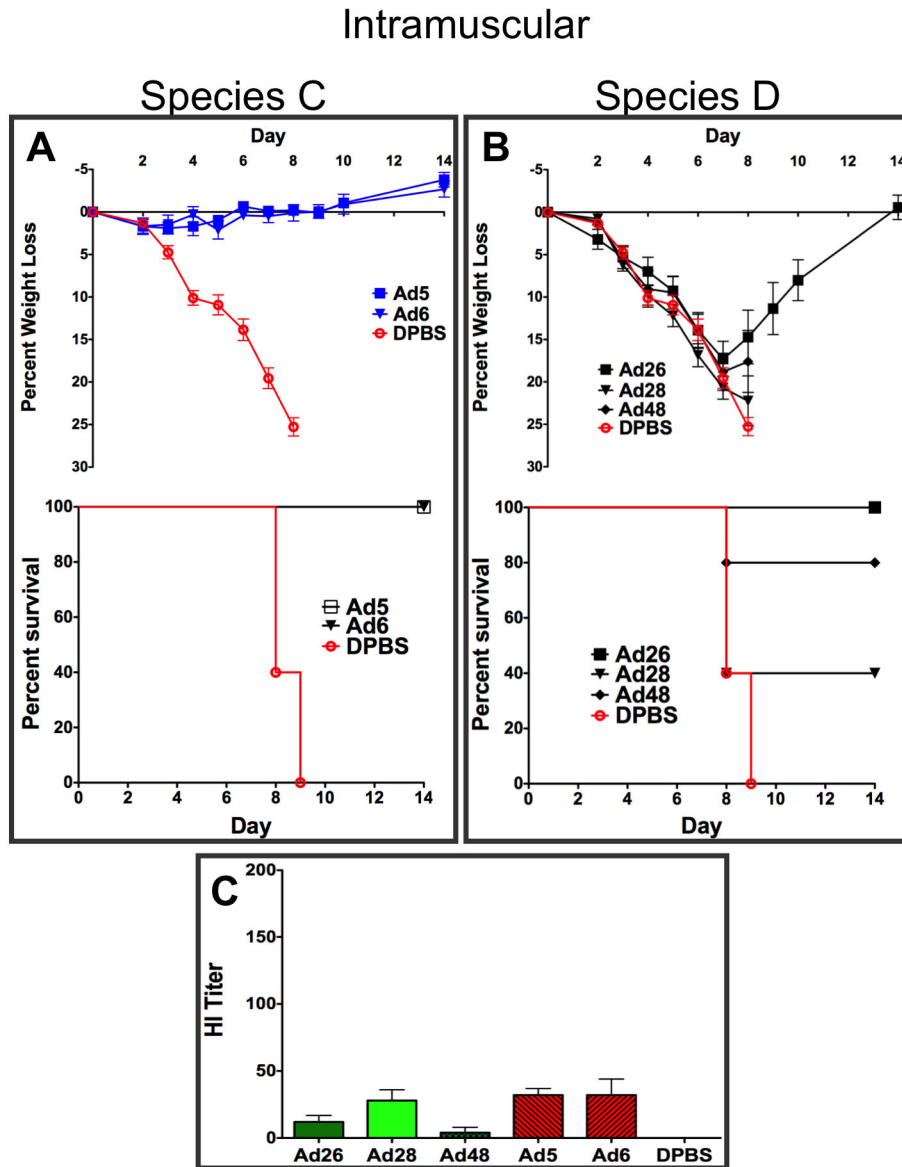 Intramuscular
Species C
Species D
A
Day
2 4 6 8 10 14
-5
0
5
10
15
20
25
30
Percent Weight Loss
Ad5
Ad6
DPBS
100
80
60
40
20
0
Percent survival
Ad5
Ad6
DPBS
0 2 4 6 8 10 12 14
Day
B
Day
2 4 6 8 10 14
-5
0
5
10
15
20
25
30
Percent Weight Loss
Ad26
Ad28
Ad48
DPBS
100
80
60
40
20
0
Percent survival
Ad26
Ad28
Ad48
DPBS
0 2 4 6 8 10 12 14
Day
C
200
150
100
50
0
HI Titer
Ad26 Ad28 Ad48 Ad5 Ad6 DPBS